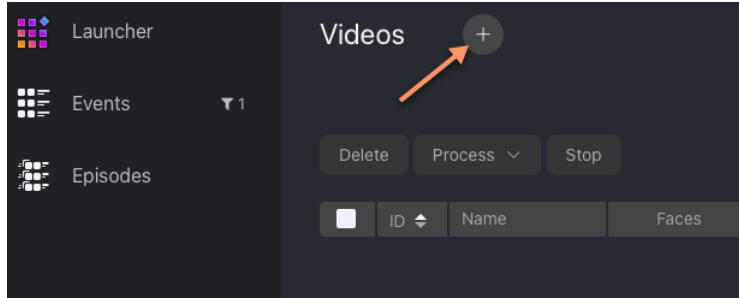 Launcher
Events 1
Episodes
Videos +
Delete Process Stop
ID Name Faces